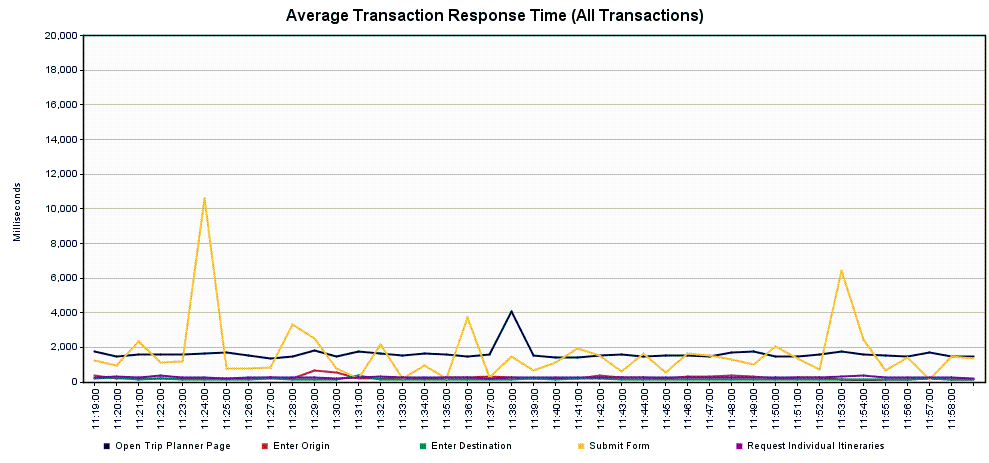 Average Transaction Response Time (All Transactions)
20,000
18,000
16,000
14,000
12,000
10,000
8,000
6,000
4,000
2,000
0
Milliseconds
11:19:00 11:20:00 11:21:00 11:22:00 11:23:00 11:24:00 11:25:00 11:26:00 11:27:00 11:28:00 11:29:00 11:30:00 11:31:00 11:32:00 11:33:00 11:34:00 11:35:00 11:36:00 11:37:00 11:38:00 11:39:00 11:40:00 11:41:00 11:42:00 11:43:00 11:44:00 11:45:00 11:46:00 11:47:00 11:48:00 11:49:00 11:50:00 11:51:00 11:52:00 11:53:00 11:54:00 11:55:00 11:56:00 11:57:00 11:58:00
Open Trip Planner Page Enter Origin Enter Destination Submit Form Request Individual Itineraries